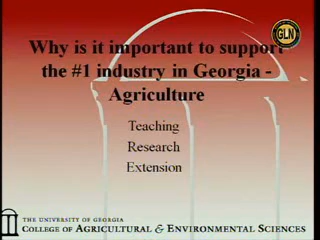 GLN
Why is it important to support
the #1 industry in Georgia -
Agriculture
Teaching
Research
Extension
THE UNIVERSITY OF GEORGIA
COLLEGE OF AGRICULTURAL & ENVIRONMENTAL SCIENCES